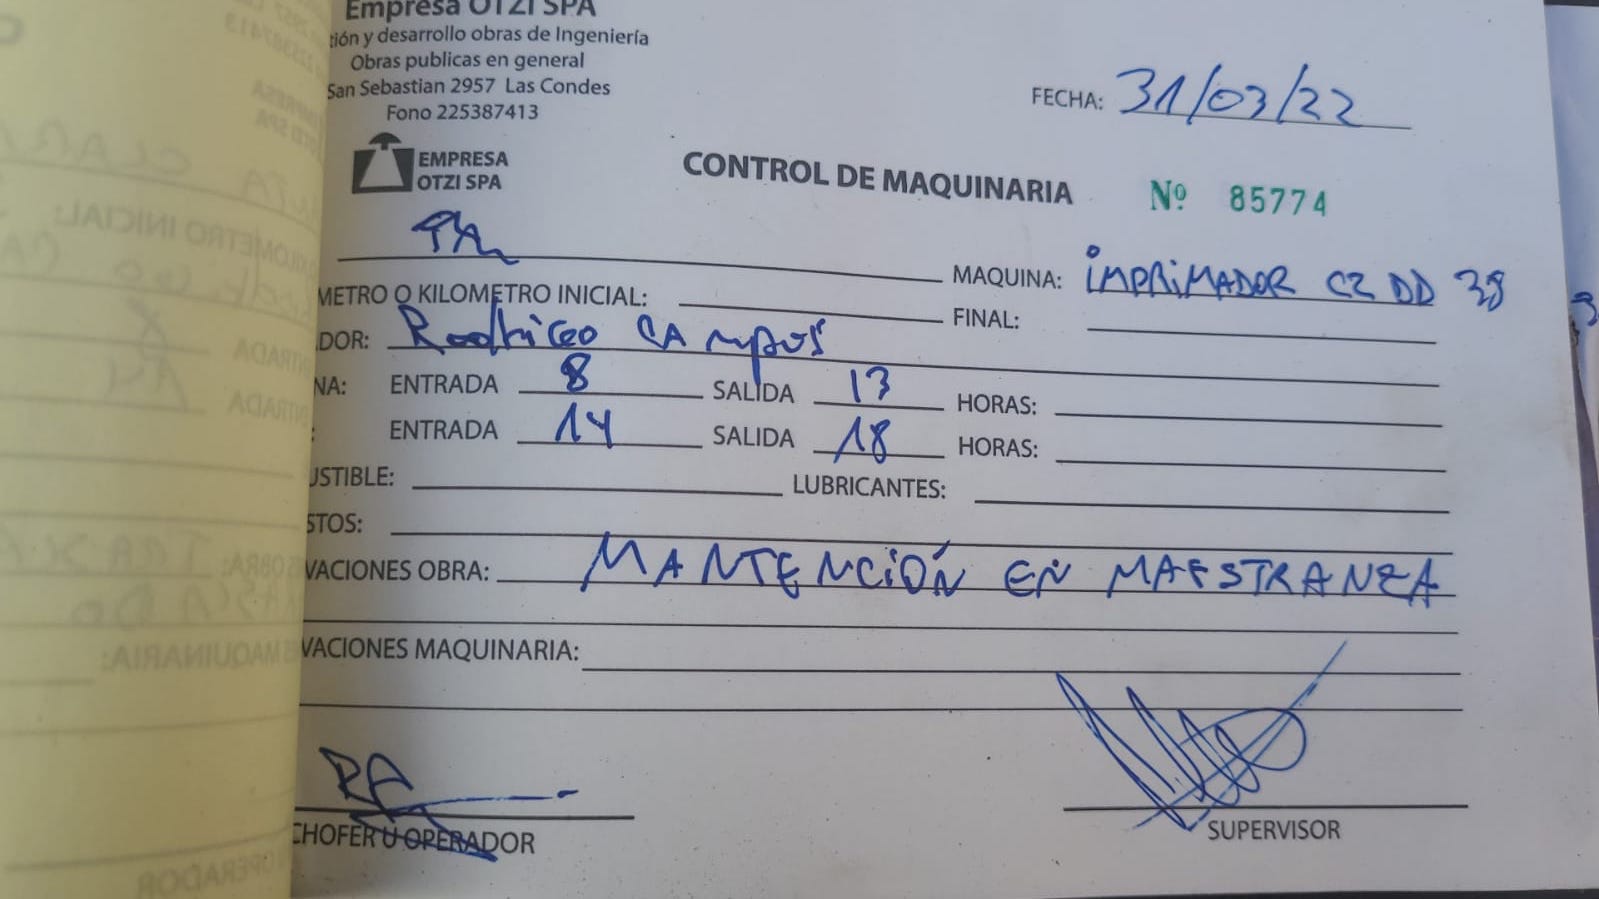 Empresa OTZI SPA
ión y desarrollo obras de Ingeniería
Obras publicas en general
San Sebastian 2957 Las Condes
Fono 225387413
FECHA: 31/03/22
EMPRESA
OTZI SPA
CONTROL DE MAQUINARIA Nº 85774
MAQUINA: IMPRIMADOR CZ DD 38
METRO O KILOMETRO INICIAL: FINAL:
DOR: Rodrigo CAmpos
NA: ENTRADA 8 SALIDA 13 HORAS:
: ENTRADA 14 SALIDA 18 HORAS:
USTIBLE: LUBRICANTES:
STOS:
VACIONES OBRA: MANTENCIÓN EN MAESTRANZA
VACIONES MAQUINARIA:
CHOFER U OPERADOR SUPERVISOR